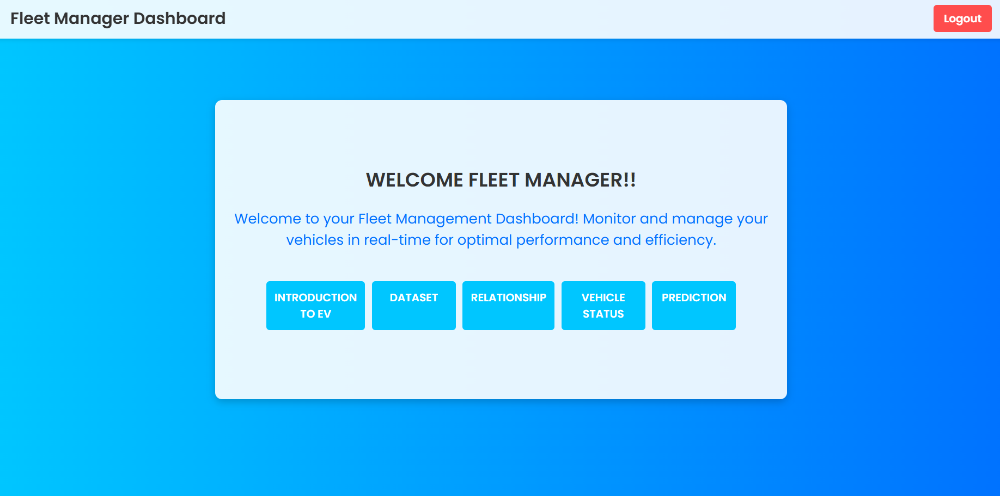 Fleet Manager Dashboard
Logout
WELCOME FLEET MANAGER!!
Welcome to your Fleet Management Dashboard! Monitor and manage your
vehicles in real-time for optimal performance and efficiency.
INTRODUCTION
TO EV
DATASET
RELATIONSHIP
VEHICLE
STATUS
PREDICTION